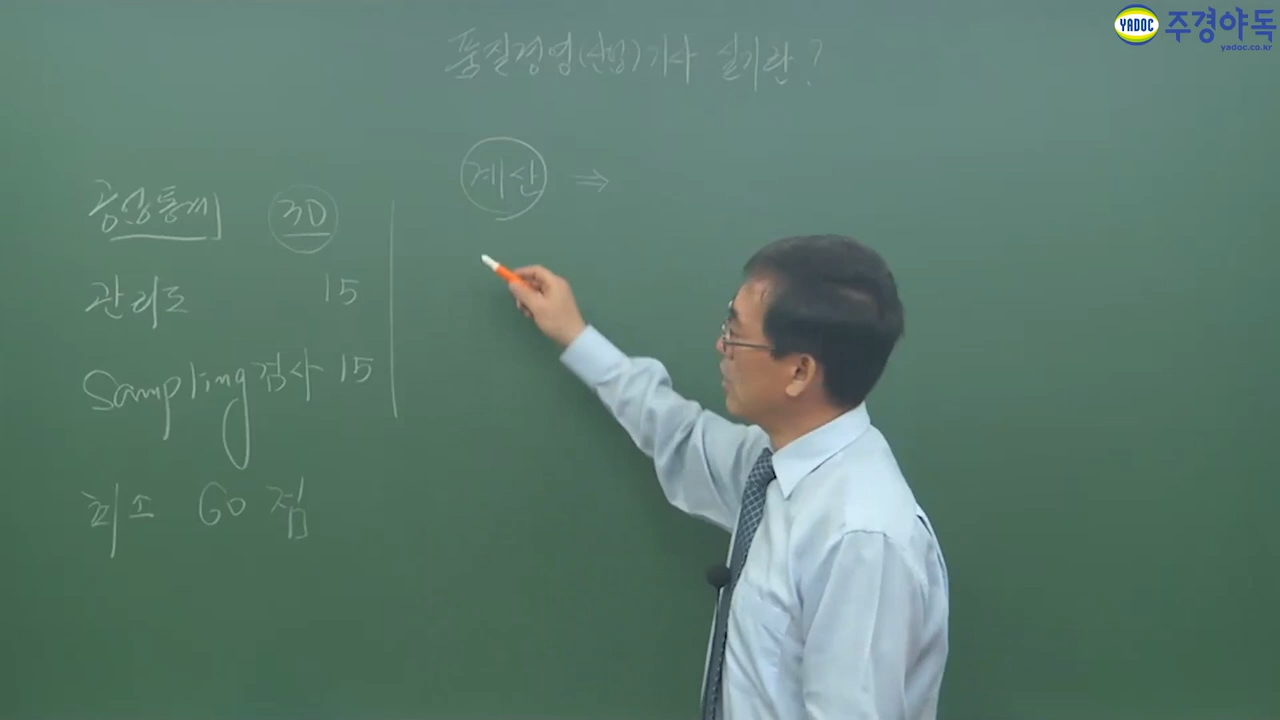 YADOC 주경야독
yadoc.co.kr
품질경영(산업)기사 실기란?
계산 ⇒
공업통계 30
관리도 15
Sampling검사 15
최소 60점